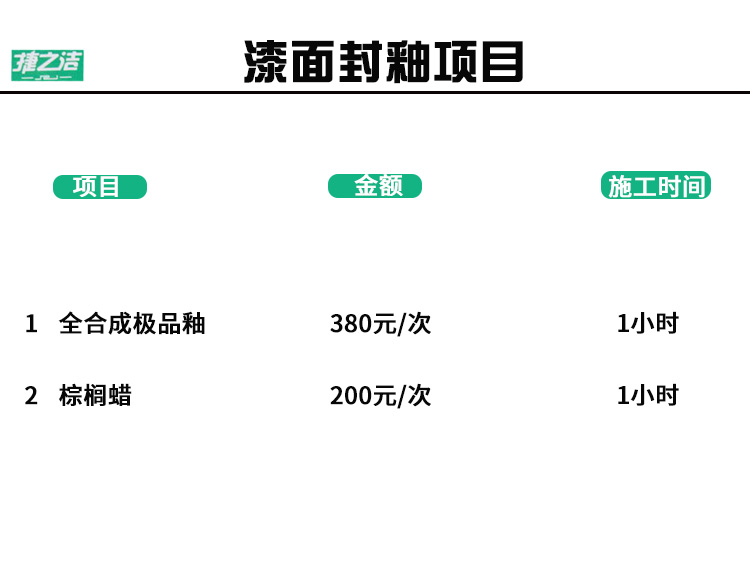 捷之洁
漆面封釉项目
项目 金额 施工时间
1 全合成极品釉 380元/次 1小时
2 棕榈蜡 200元/次 1小时